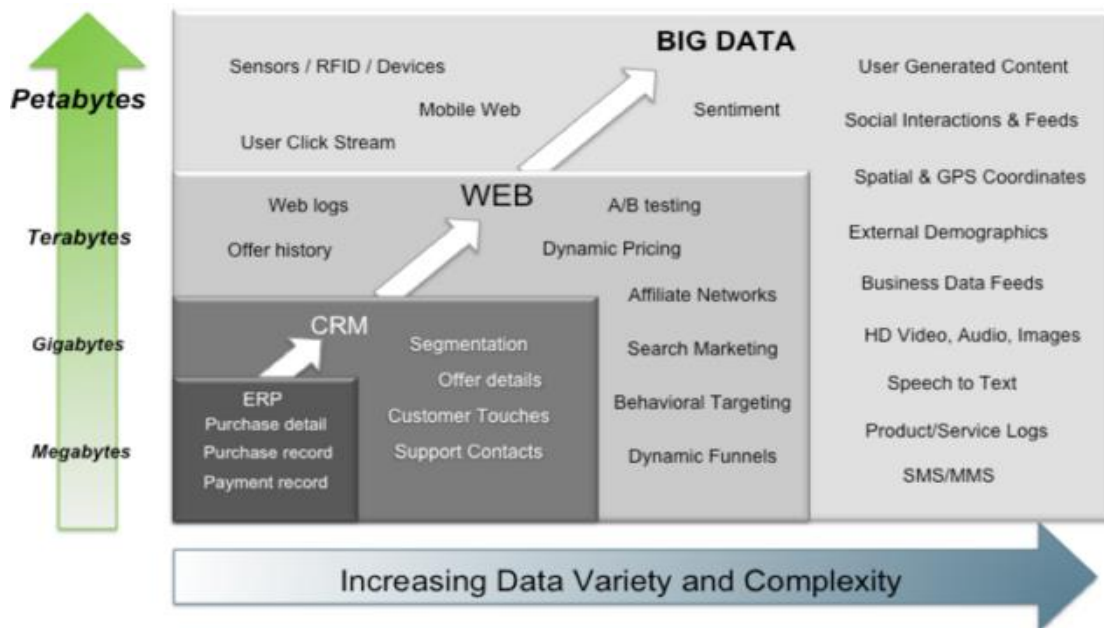 BIG DATA
Sensors / RFID / Devices
User Generated Content
Petabytes
Mobile Web
Sentiment
Social Interactions & Feeds
User Click Stream
Spatial & GPS Coordinates
WEB
Web logs
A/B testing
Terabytes
External Demographics
Offer history
Dynamic Pricing
Business Data Feeds
Affiliate Networks
CRM
HD Video, Audio, Images
Gigabytes
Segmentation
Search Marketing
Offer details
Speech to Text
ERP
Behavioral Targeting
Customer Touches
Purchase detail
Product/Service Logs
Megabytes
Purchase record
Support Contacts
Dynamic Funnels
SMS/MMS
Payment record
Increasing Data Variety and Complexity